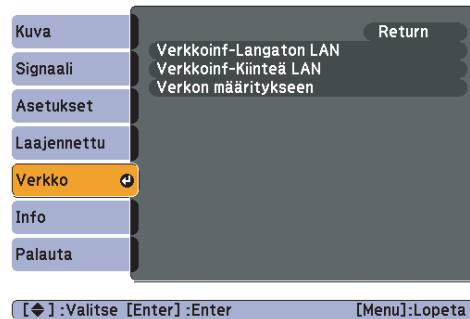 Kuva
Signaali
Asetukset
Laajennettu
Verkko
Info
Palauta
Return
Verkkoinf-Langaton LAN
Verkkoinf-Kiinteä LAN
Verkon määritykseen
[◆] :Valitse [Enter] :Enter [Menu]:Lopeta